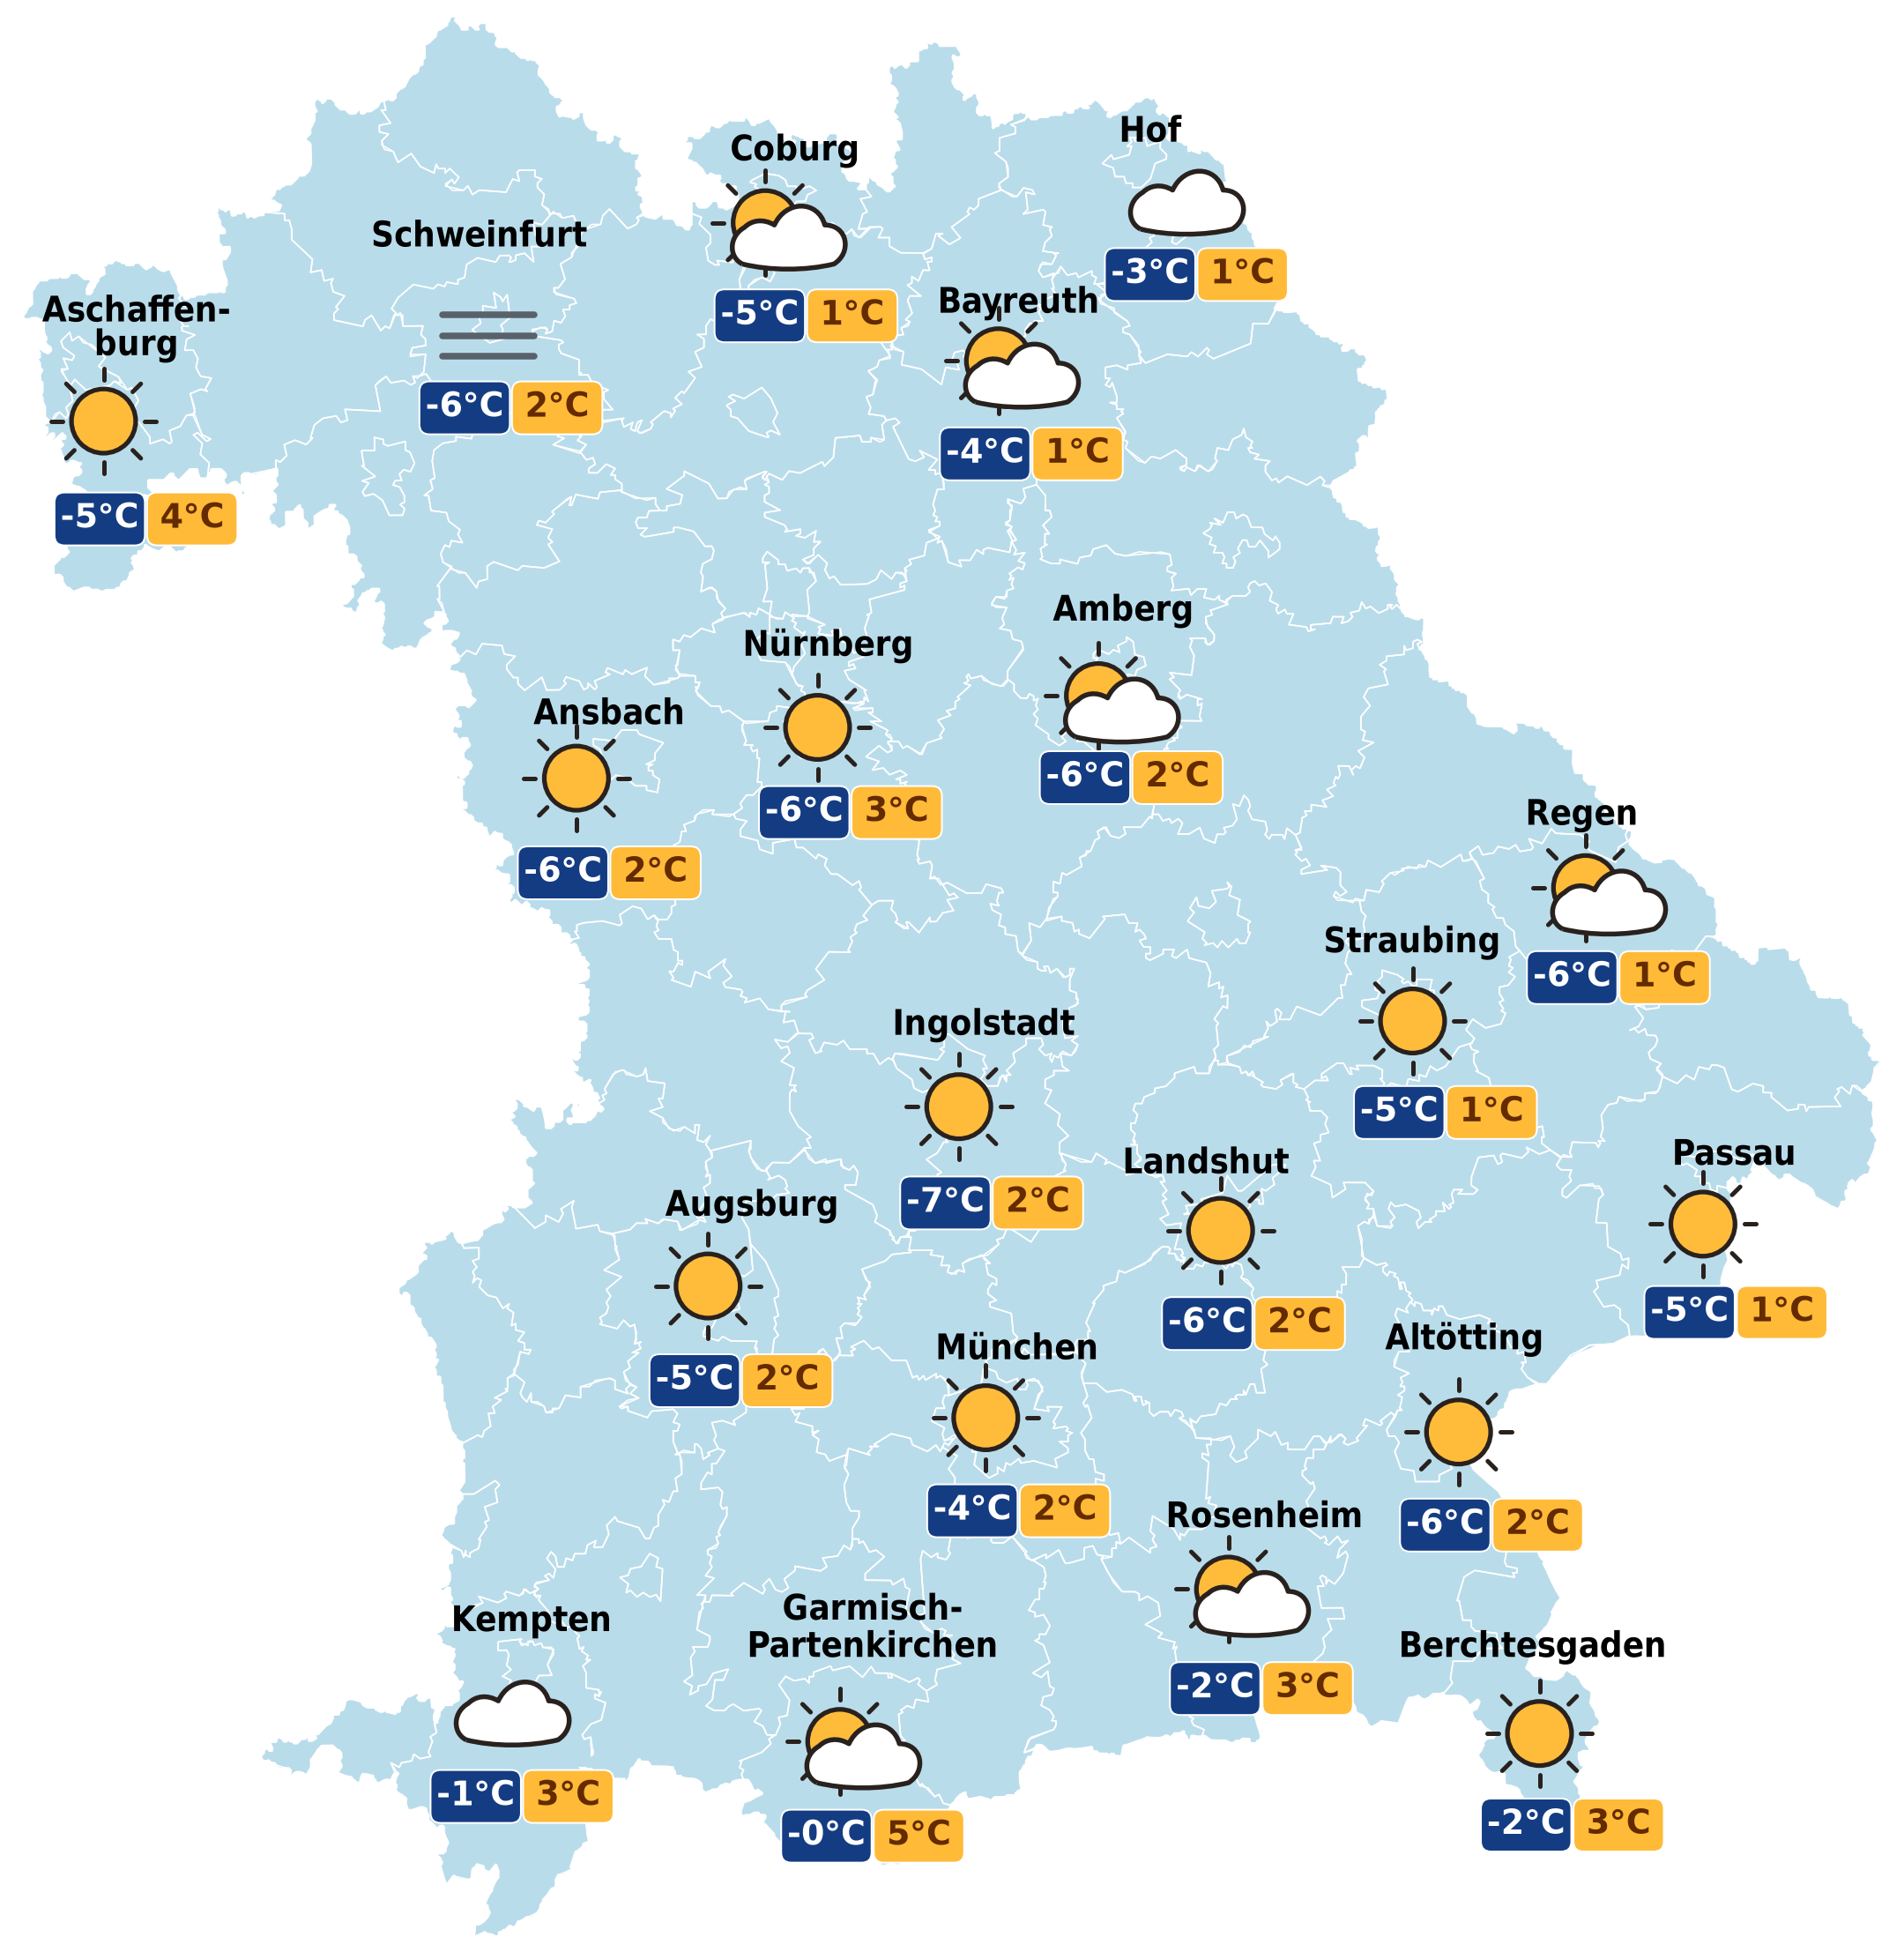 Coburg
-5°C 1°C
Hof
-3°C 1°C
Schweinfurt
-6°C 2°C
Aschaffen-
burg
-5°C 4°C
Bayreuth
-4°C 1°C
Amberg
-6°C 2°C
Nürnberg
-6°C 3°C
Ansbach
-6°C 2°C
Regen
-6°C 1°C
Straubing
-5°C 1°C
Ingolstadt
-7°C 2°C
Landshut
-6°C 2°C
Passau
-5°C 1°C
Augsburg
-5°C 2°C
München
-4°C 2°C
Altötting
-6°C 2°C
Rosenheim
-2°C 3°C
Kempten
-1°C 3°C
Garmisch-
Partenkirchen
-0°C 5°C
Berchtesgaden
-2°C 3°C